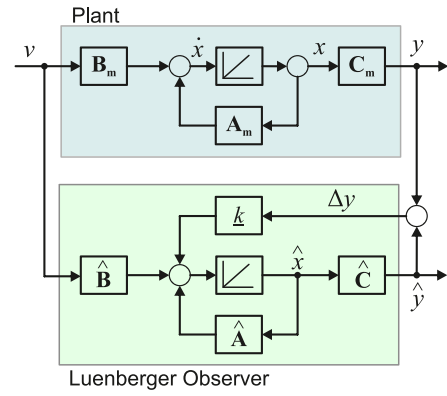 Plant
v
B_m
ẋ
x
C_m
y
A_m
k
Δy
B̂
x̂
Ĉ
ŷ
Â
Luenberger Observer